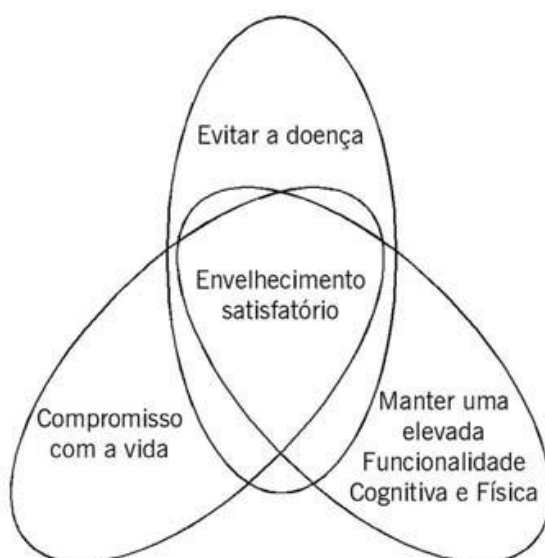 Evitar a doença
Envelhecimento
satisfatório
Compromisso
com a vida
Manter uma
elevada
Funcionalidade
Cognitiva e Física